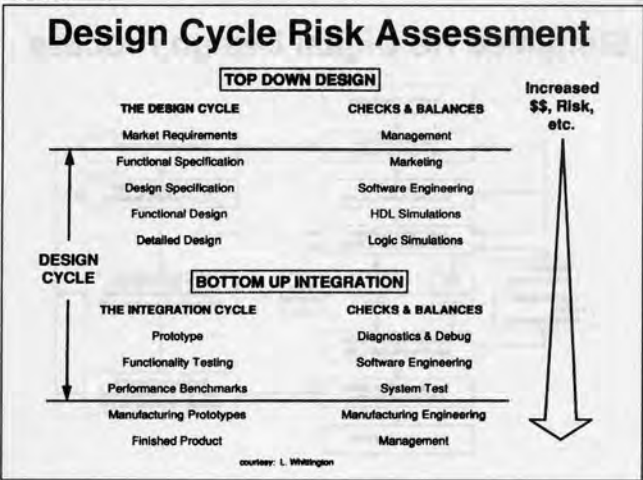 Design Cycle Risk Assessment
TOP DOWN DESIGN
Increased
$$, Risk,
etc.
THE DESIGN CYCLE CHECKS & BALANCES
Market Requirements Management
Functional Specification Marketing
Design Specification Software Engineering
Functional Design HDL Simulations
Detailed Design Logic Simulations
DESIGN
CYCLE
BOTTOM UP INTEGRATION
THE INTEGRATION CYCLE CHECKS & BALANCES
Prototype Diagnostics & Debug
Functionality Testing Software Engineering
Performance Benchmarks System Test
Manufacturing Prototypes Manufacturing Engineering
Finished Product Management
courtesy: L. Whittington